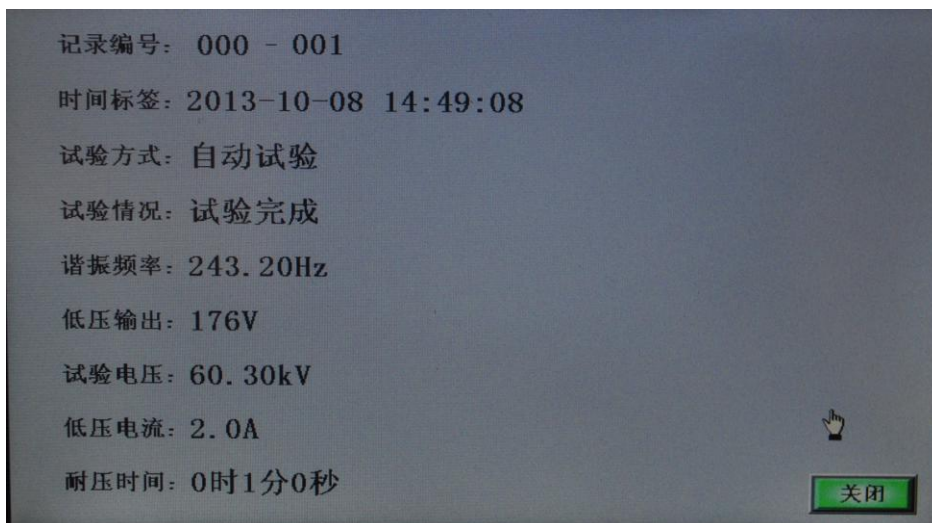 记录编号: 000 - 001
时间标签: 2013-10-08 14:49:08
试验方式: 自动试验
试验情况: 试验完成
谐振频率: 243.20Hz
低压输出: 176V
试验电压: 60.30kV
低压电流: 2.0A
耐压时间: 0时1分0秒
关闭